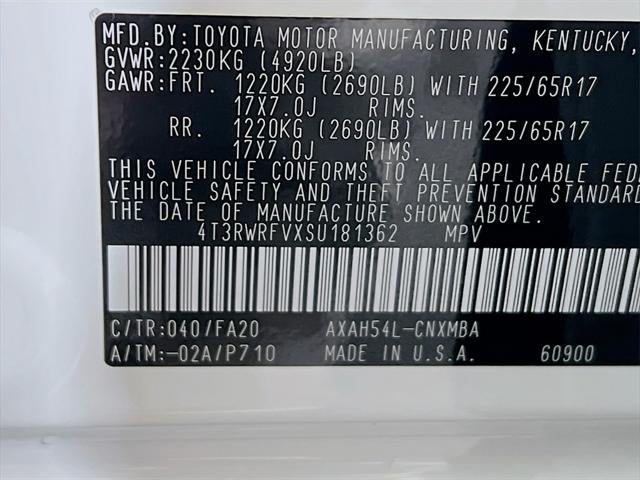 MFD.BY: TOYOTA MOTOR MANUFACTURING, KENTUCKY,
GVWR: 2230KG (4920LB)
GAWR: FRT. 1220KG (2690LB) WITH 225/65R17
17X7.0J RIMS.
RR. 1220KG (2690LB) WITH 225/65R17
17X7.0J RIMS.
THIS VEHICLE CONFORMS TO ALL APPLICABLE FEDE
VEHICLE SAFETY AND THEFT PREVENTION STANDARD
THE DATE OF MANUFACTURE SHOWN ABOVE.
4T3RWRFVXSU181362 MPV
C/TR:040/FA20 AXAH54L-CNXMBA
A/TM:-02A/P710 MADE IN U.S.A. 60900